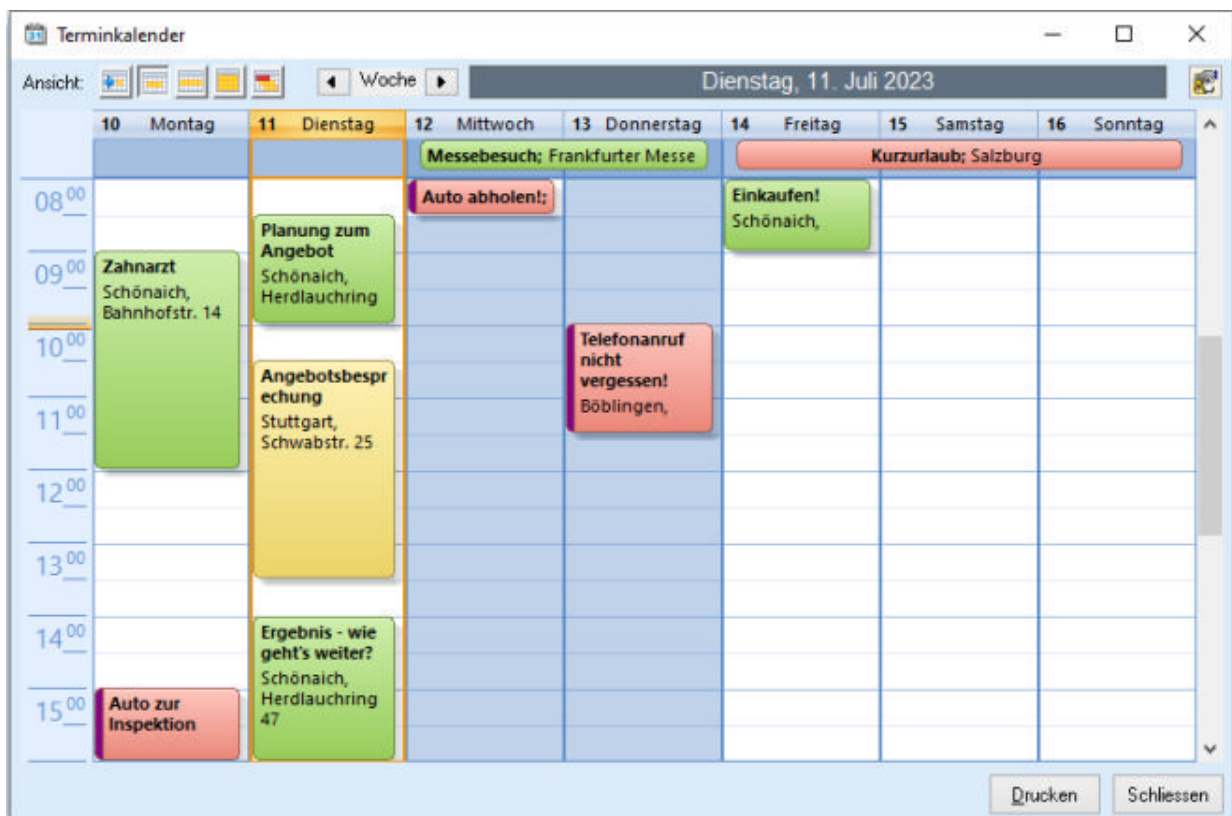 Terminkalender
Ansicht: Woche Dienstag, 11. Juli 2023
10 Montag 11 Dienstag 12 Mittwoch 13 Donnerstag 14 Freitag 15 Samstag 16 Sonntag
Messebesuch; Frankfurter Messe
Kurzurlaub; Salzburg
08 00
09 00
10 00
11 00
12 00
13 00
14 00
15 00
Zahnarzt
Schönaich,
Bahnhofstr. 14
Auto zur
Inspektion
Planung zum
Angebot
Schönaich,
Herdlauchring
Angebotsbespr
echung
Stuttgart,
Schwabstr. 25
Ergebnis - wie
geht's weiter?
Schönaich,
Herdlauchring
47
Auto abholen!;
Telefonanruf
nicht
vergessen!
Böblingen,
Einkaufen!
Schönaich,
Drucken Schliessen